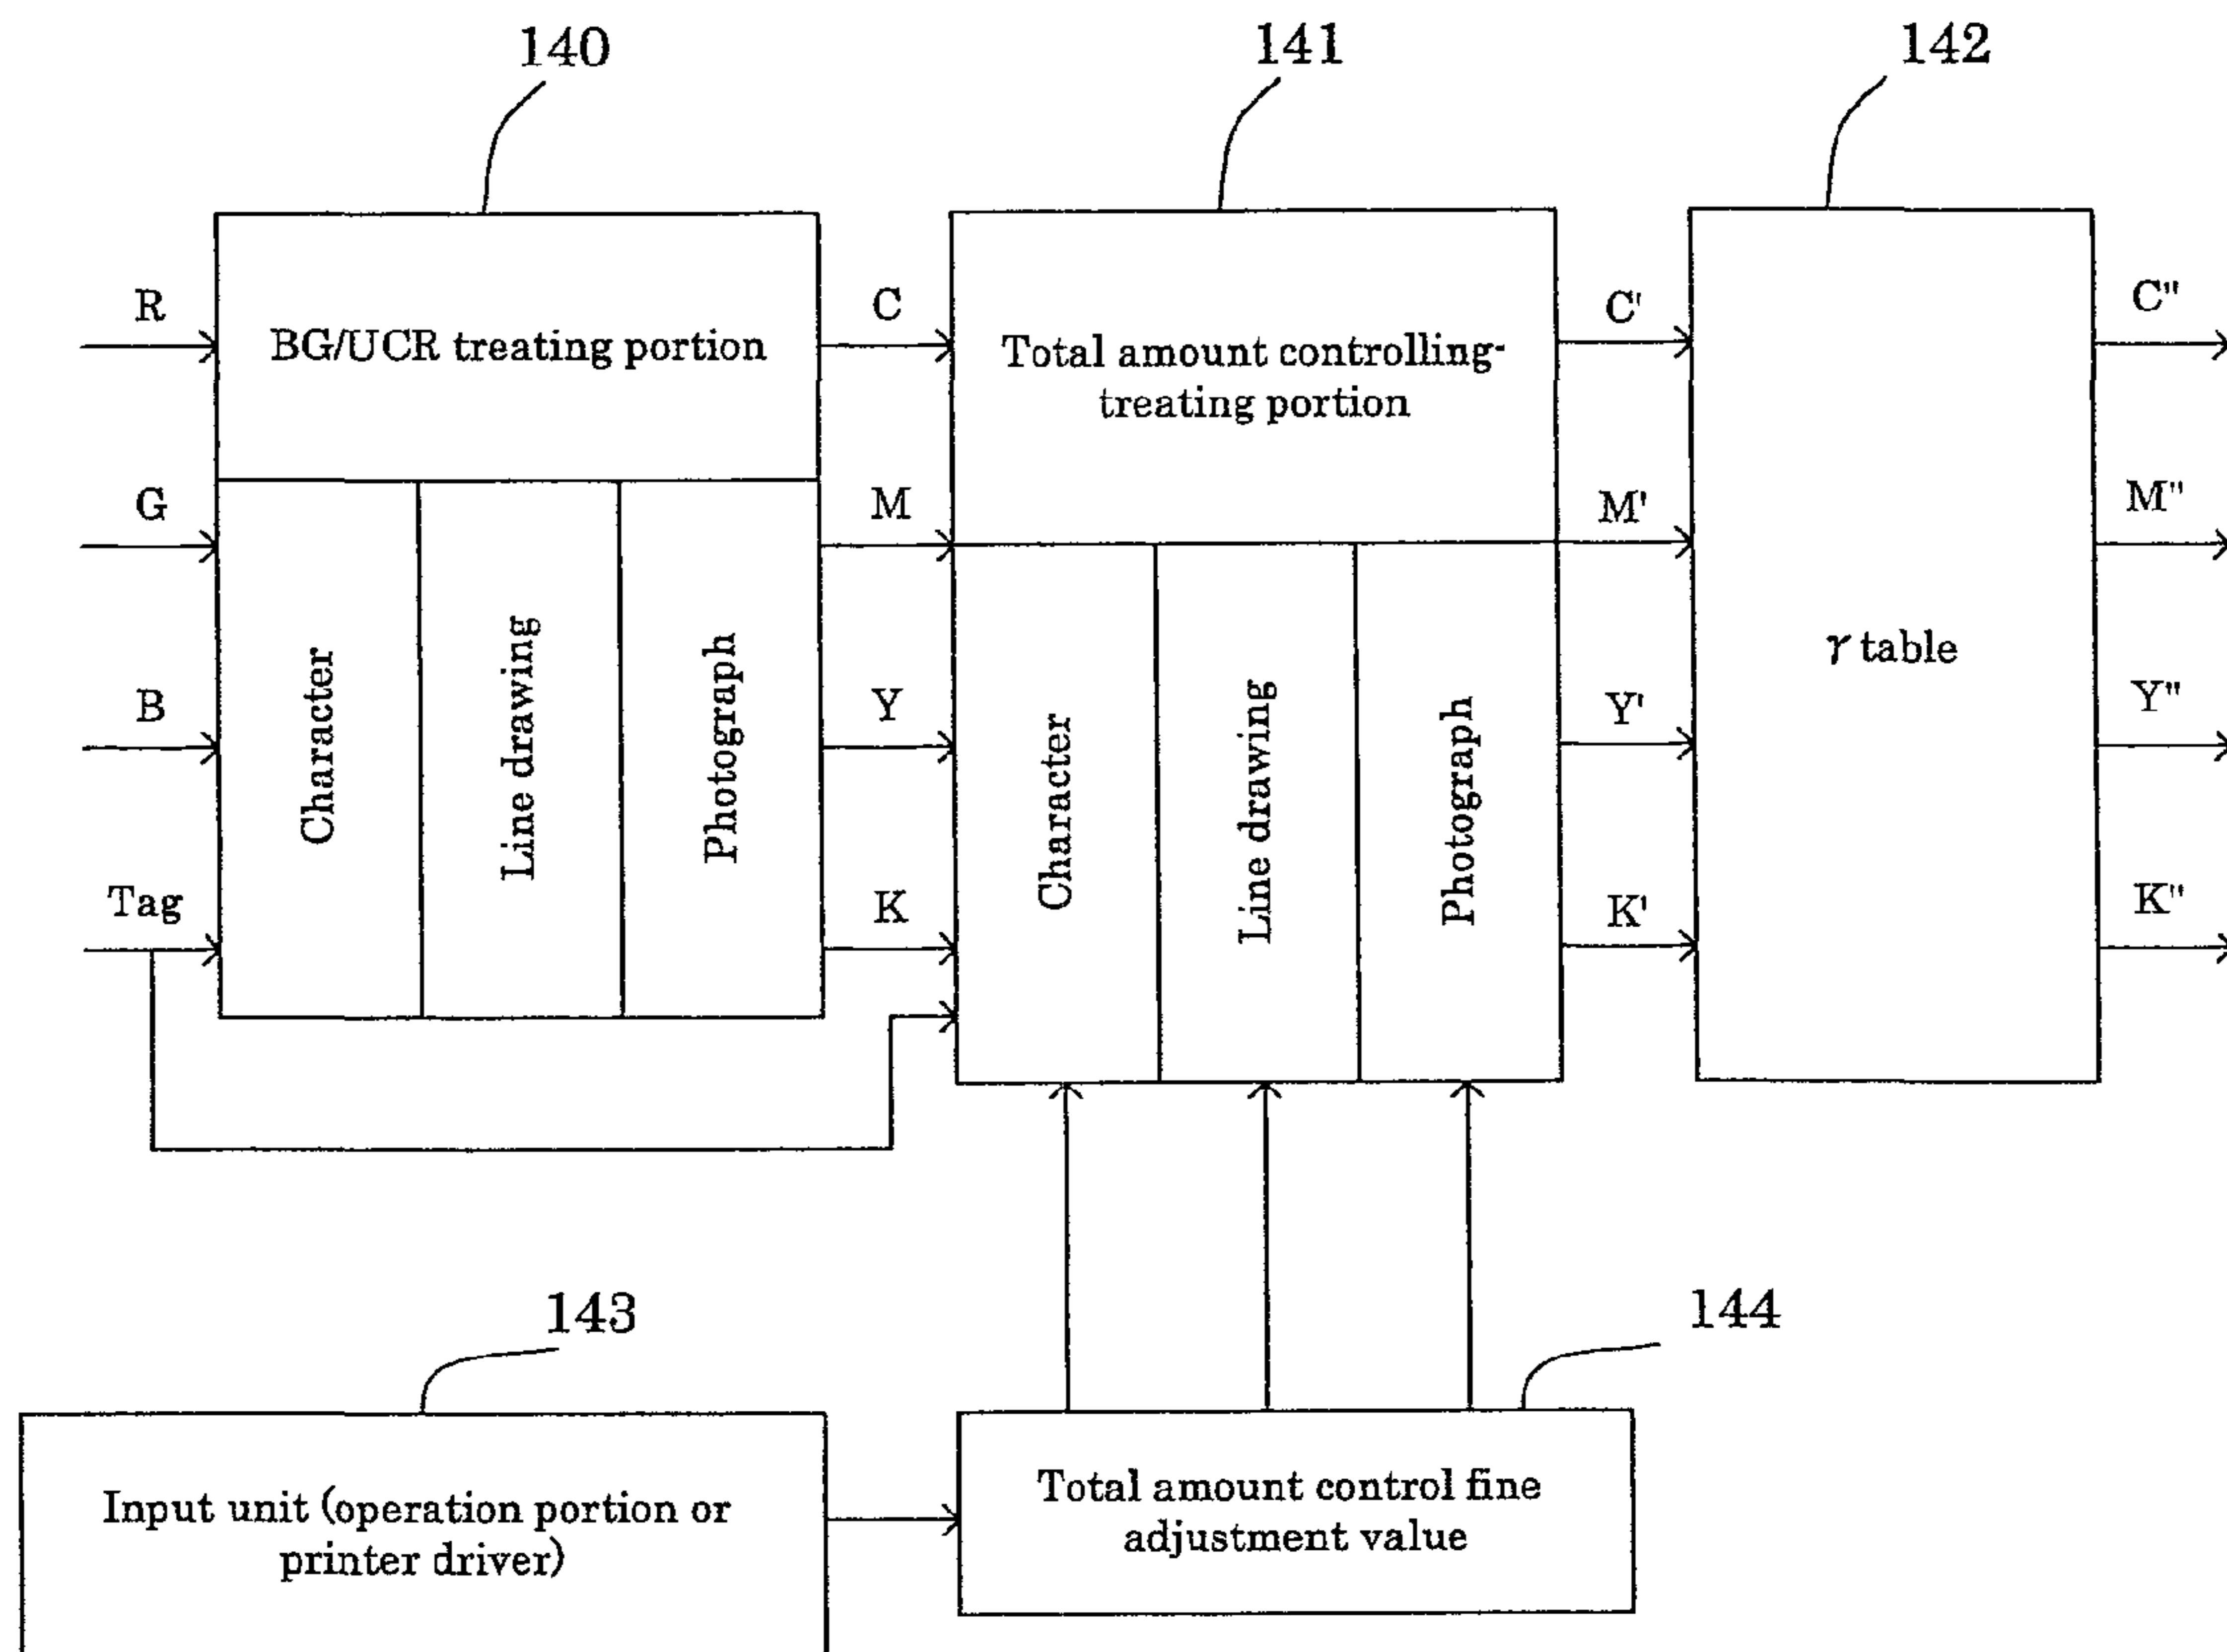 140
141
142
R
G
B
Tag
BG/UCR treating portion
Character
Line drawing
Photograph
C
M
Y
K
Total amount controlling-
treating portion
Character
Line drawing
Photograph
C'
M'
Y'
K'
γ table
C"
M"
Y"
K"
143
144
Input unit (operation portion or
printer driver)
Total amount control fine
adjustment value